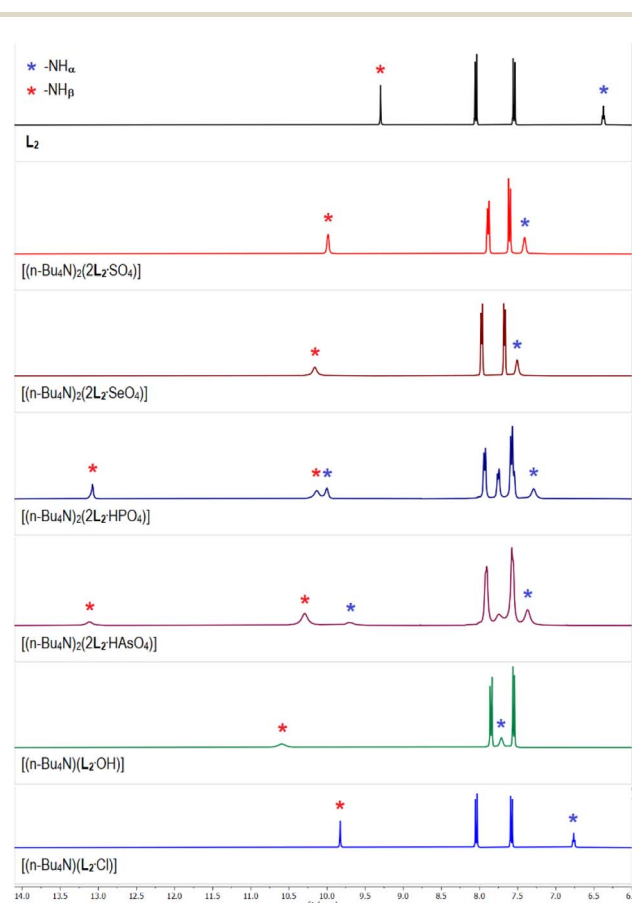 * -NHα
* -NHβ
* *
L₂
* *
[(n-Bu₄N)₂(2L₂·SO₄)]
* *
[(n-Bu₄N)₂(2L₂·SeO₄)]
* * * *
[(n-Bu₄N)₂(2L₂·HPO₄)]
* * * *
[(n-Bu₄N)₂(2L₂·HAsO₄)]
* *
[(n-Bu₄N)(L₂·OH)]
* *
[(n-Bu₄N)(L₂·Cl)]
14.0 13.5 13.0 12.5 12.0 11.5 11.0 10.5 10.0 9.5 9.0 8.5 8.0 7.5 7.0 6.5